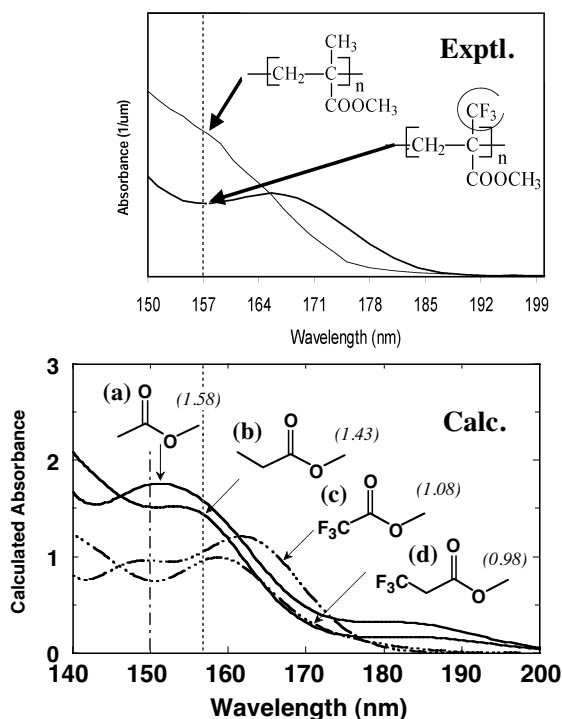 Exptl.
CH3
CH2 C n
COOCH3
CF3
CH2 C n
COOCH3
Absorbance (1/um)
150 157 164 171 178 185 192 199
Wavelength (nm)
Calc.
(a) O O (1.58)
(b) O O (1.43)
(c) F3C O O (1.08)
(d) F3C O O (0.98)
Calculated Absorbance
3
2
1
0
140 150 160 170 180 190 200
Wavelength (nm)